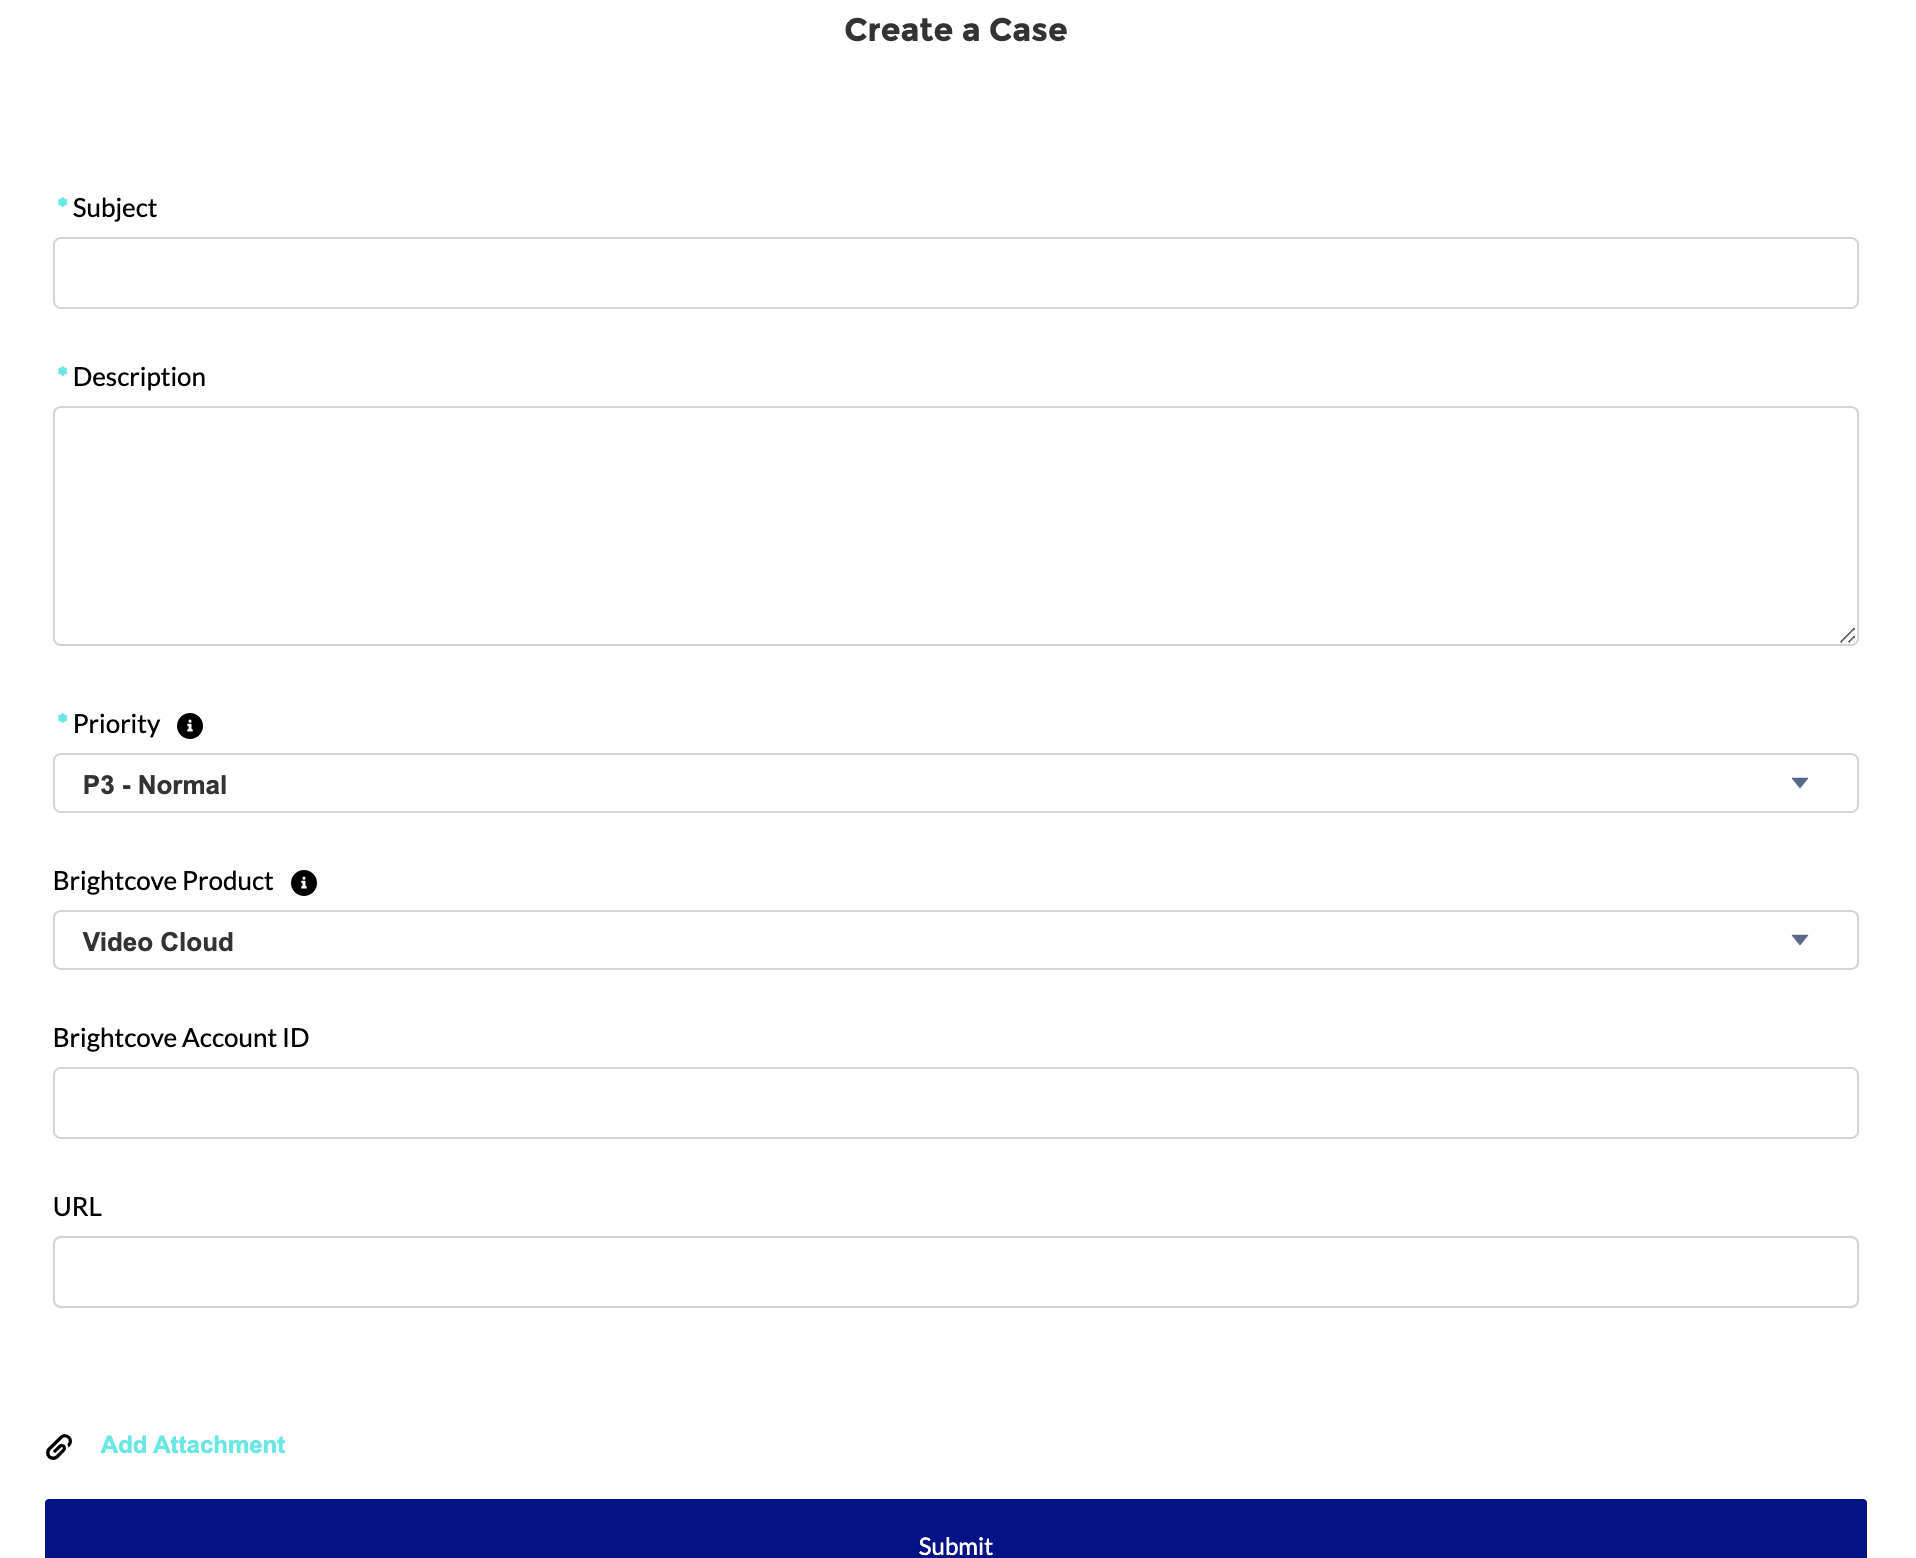 Create a Case
* Subject
* Description
* Priority
P3 - Normal
Brightcove Product
Video Cloud
Brightcove Account ID
URL
Add Attachment
Submit